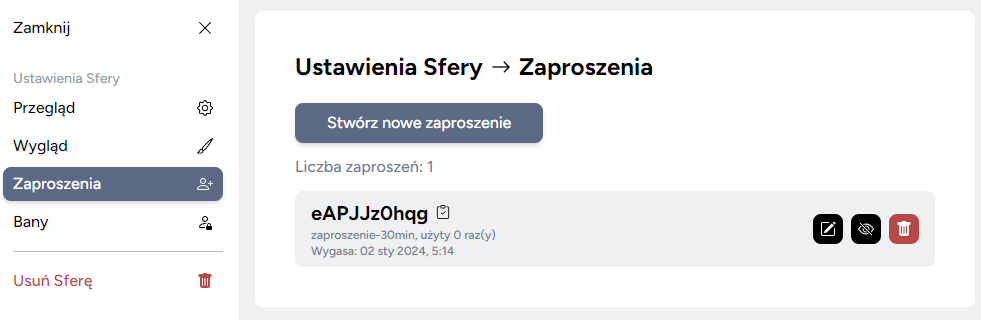 Zamknij
Ustawienia Sfery
Przegląd
Wygląd
Zaproszenia
Bany
Usuń Sferę
Ustawienia Sfery → Zaproszenia
Stwórz nowe zaproszenie
Liczba zaproszeń: 1
eAPJJz0hqg
zaproszenie-30min, użyty 0 raz(y)
Wygasa: 02 sty 2024, 5:14